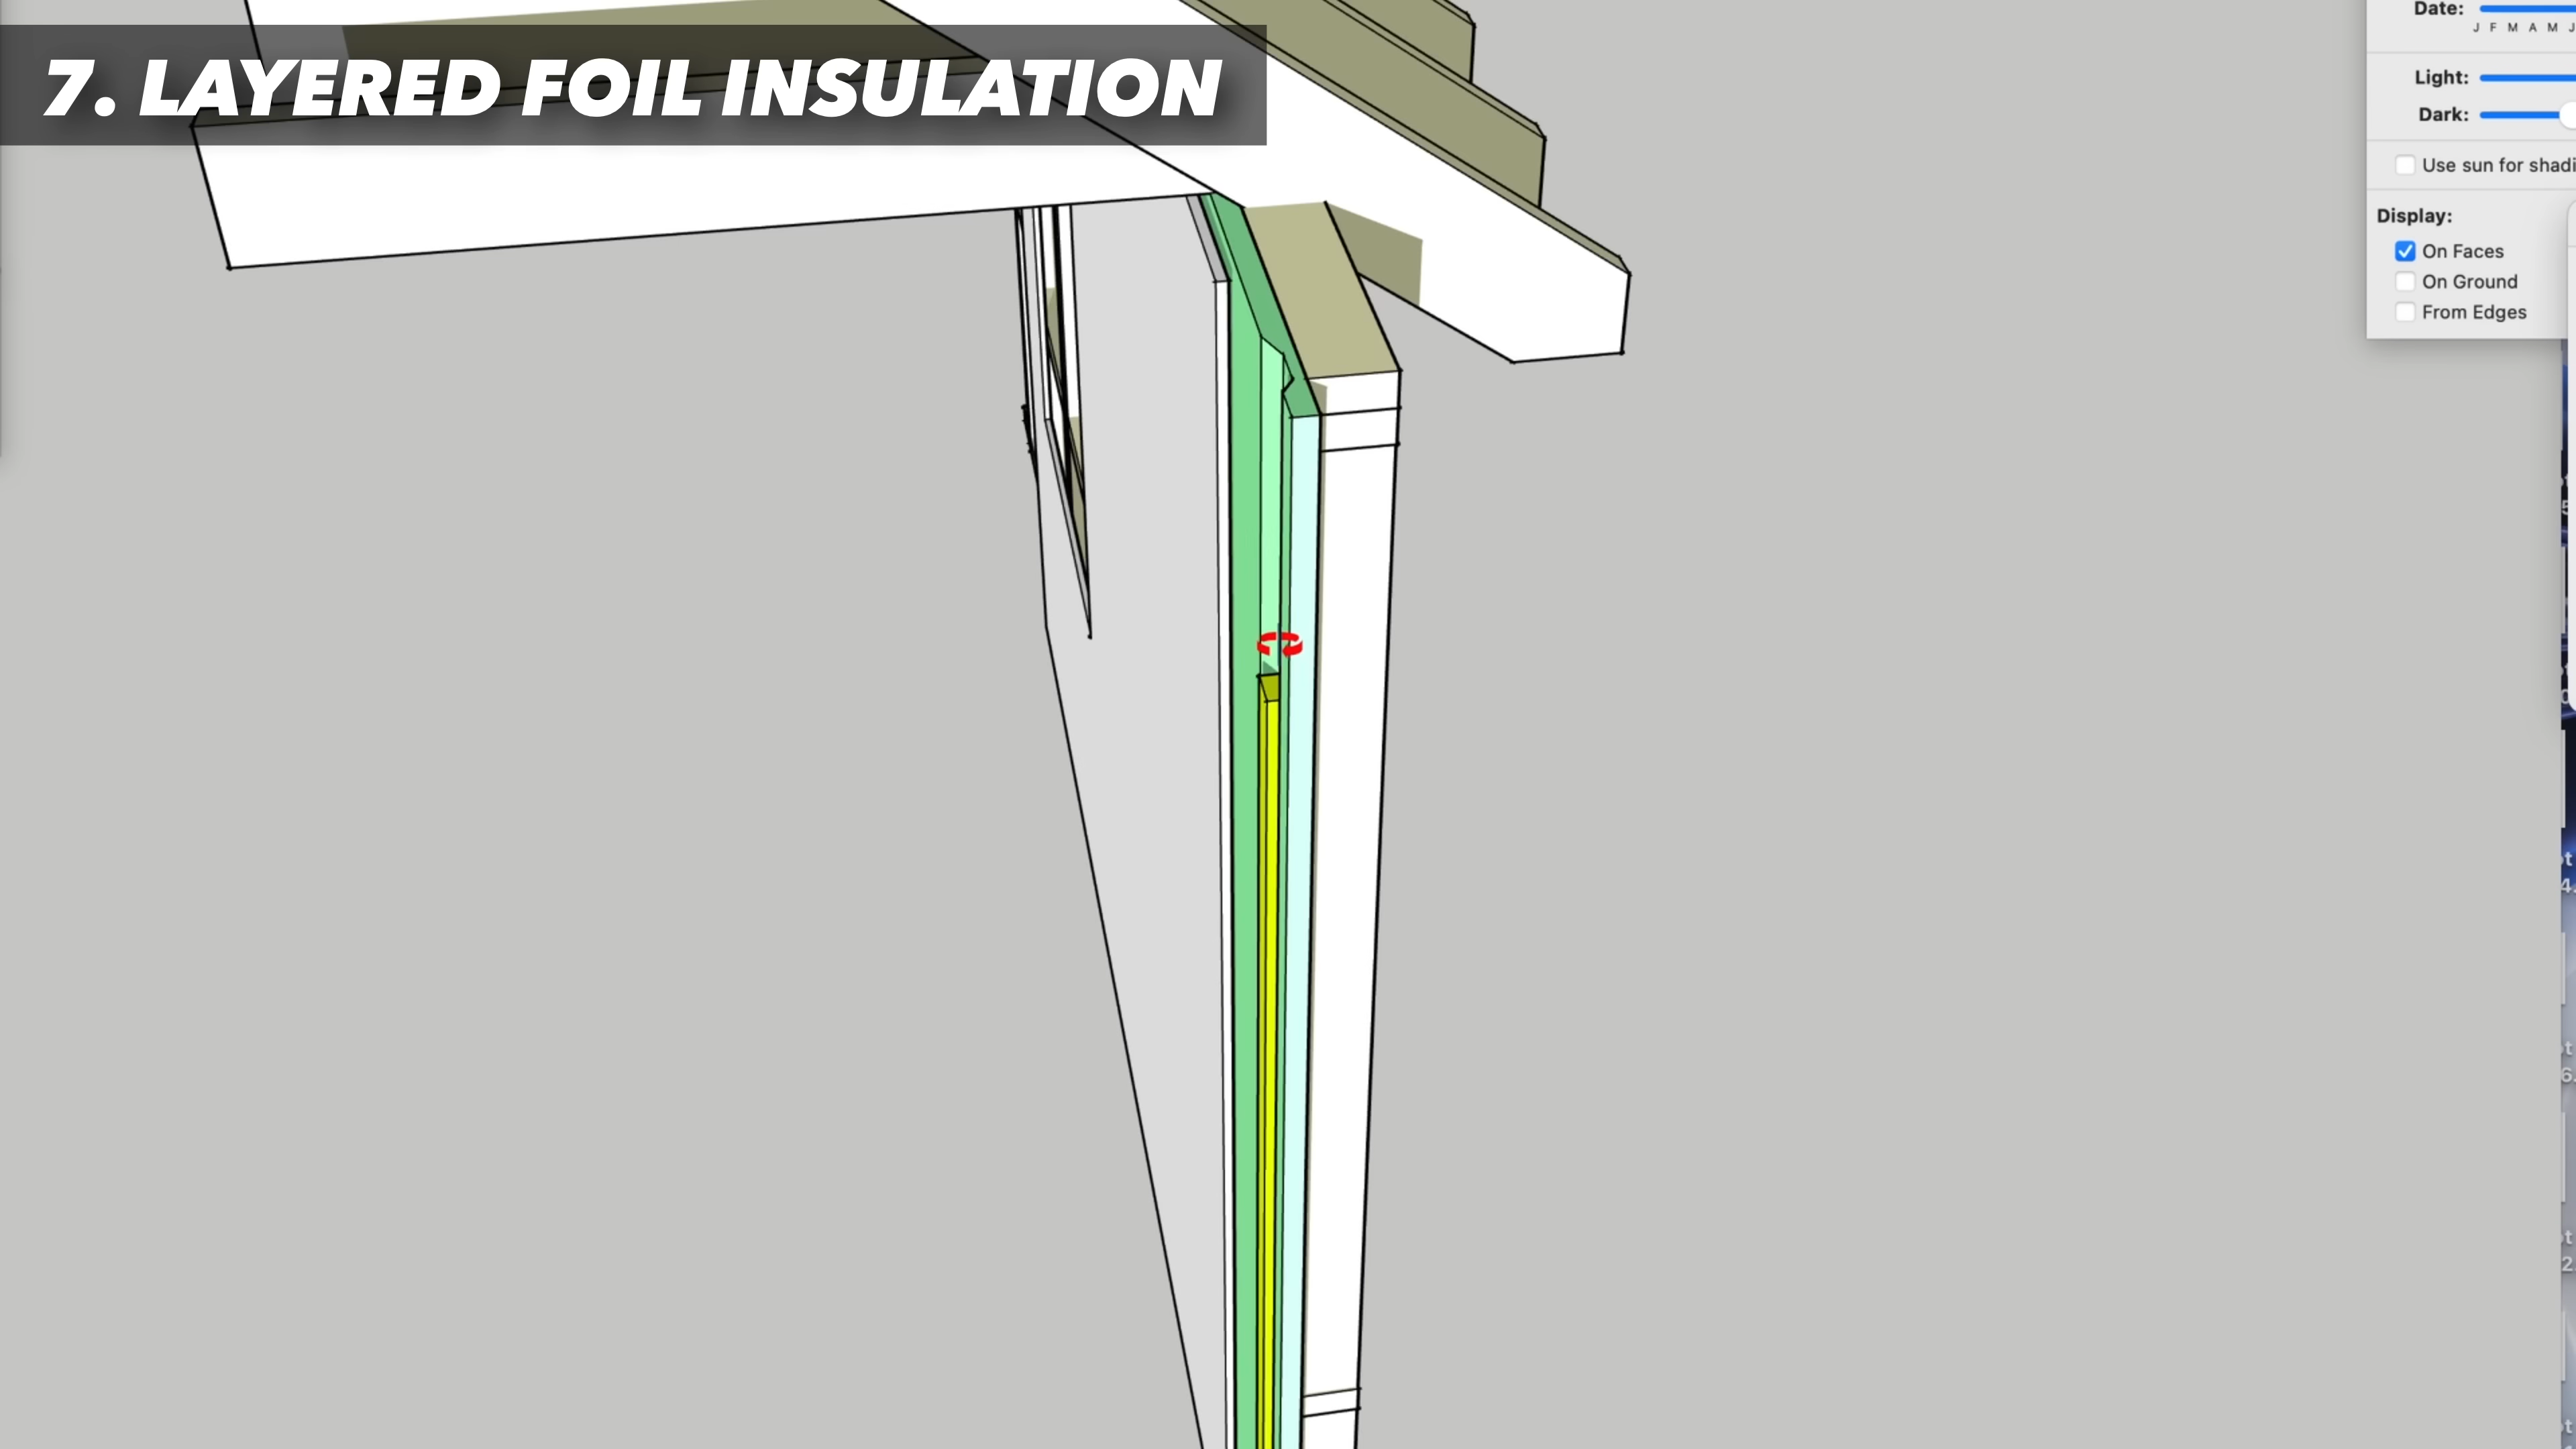 7. LAYERED FOIL INSULATION
Date:
J F M A M J
Light:
Dark:
Use sun for shadi
Display:
On Faces
On Ground
From Edges